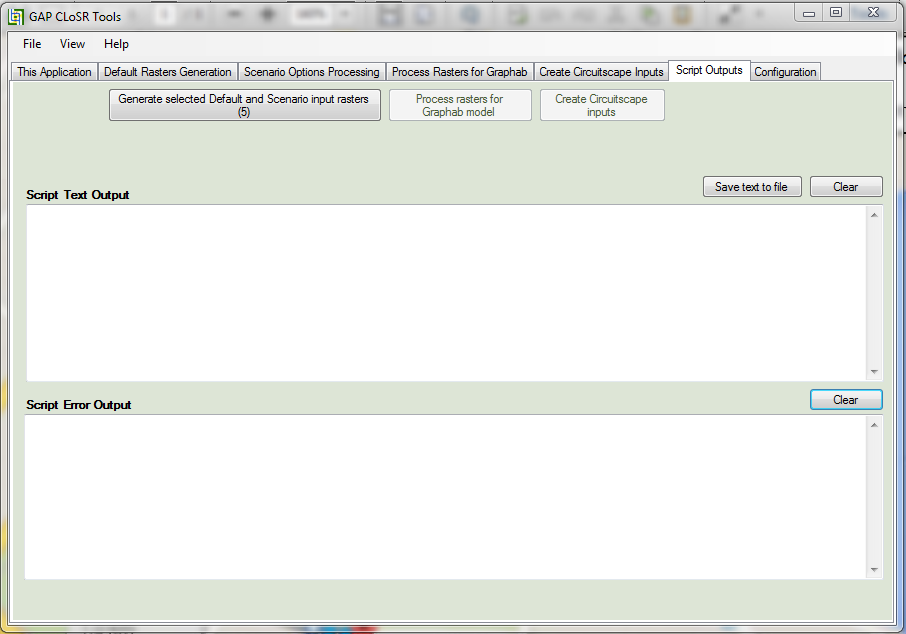 GAP CLoSR Tools
File View Help
This Application Default Rasters Generation Scenario Options Processing Process Rasters for Graphab Create Circuitscape Inputs Script Outputs Configuration
Generate selected Default and Scenario input rasters
(5)
Process rasters for
Graphab model
Create Circuitscape
inputs
Script Text Output
Save text to file
Clear
Script Error Output
Clear